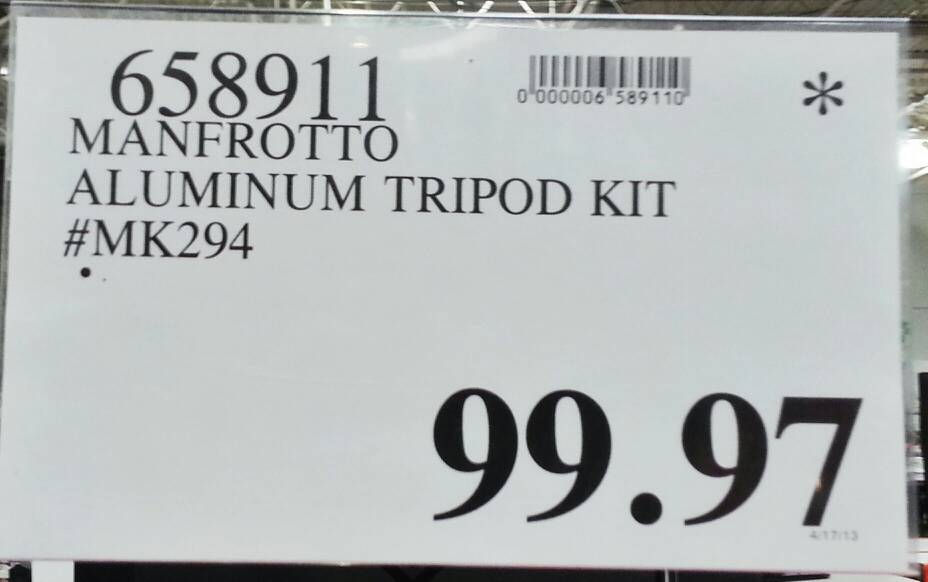 658911
0 000006 589110
*
MANFROTTO
ALUMINUM TRIPOD KIT
#MK294
99.97
4/17/13